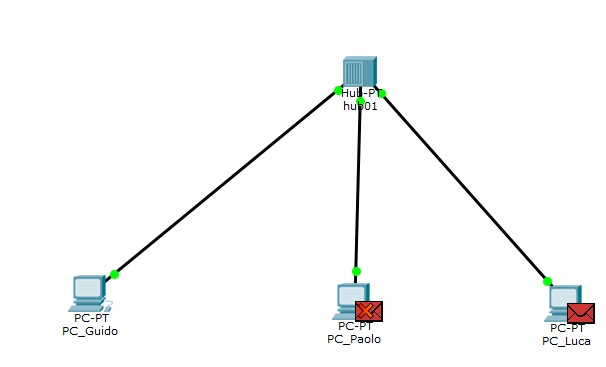 Hub-PT
hub01
PC-PT
PC_Guido
PC-PT
PC_Paolo
PC-PT
PC_Luca